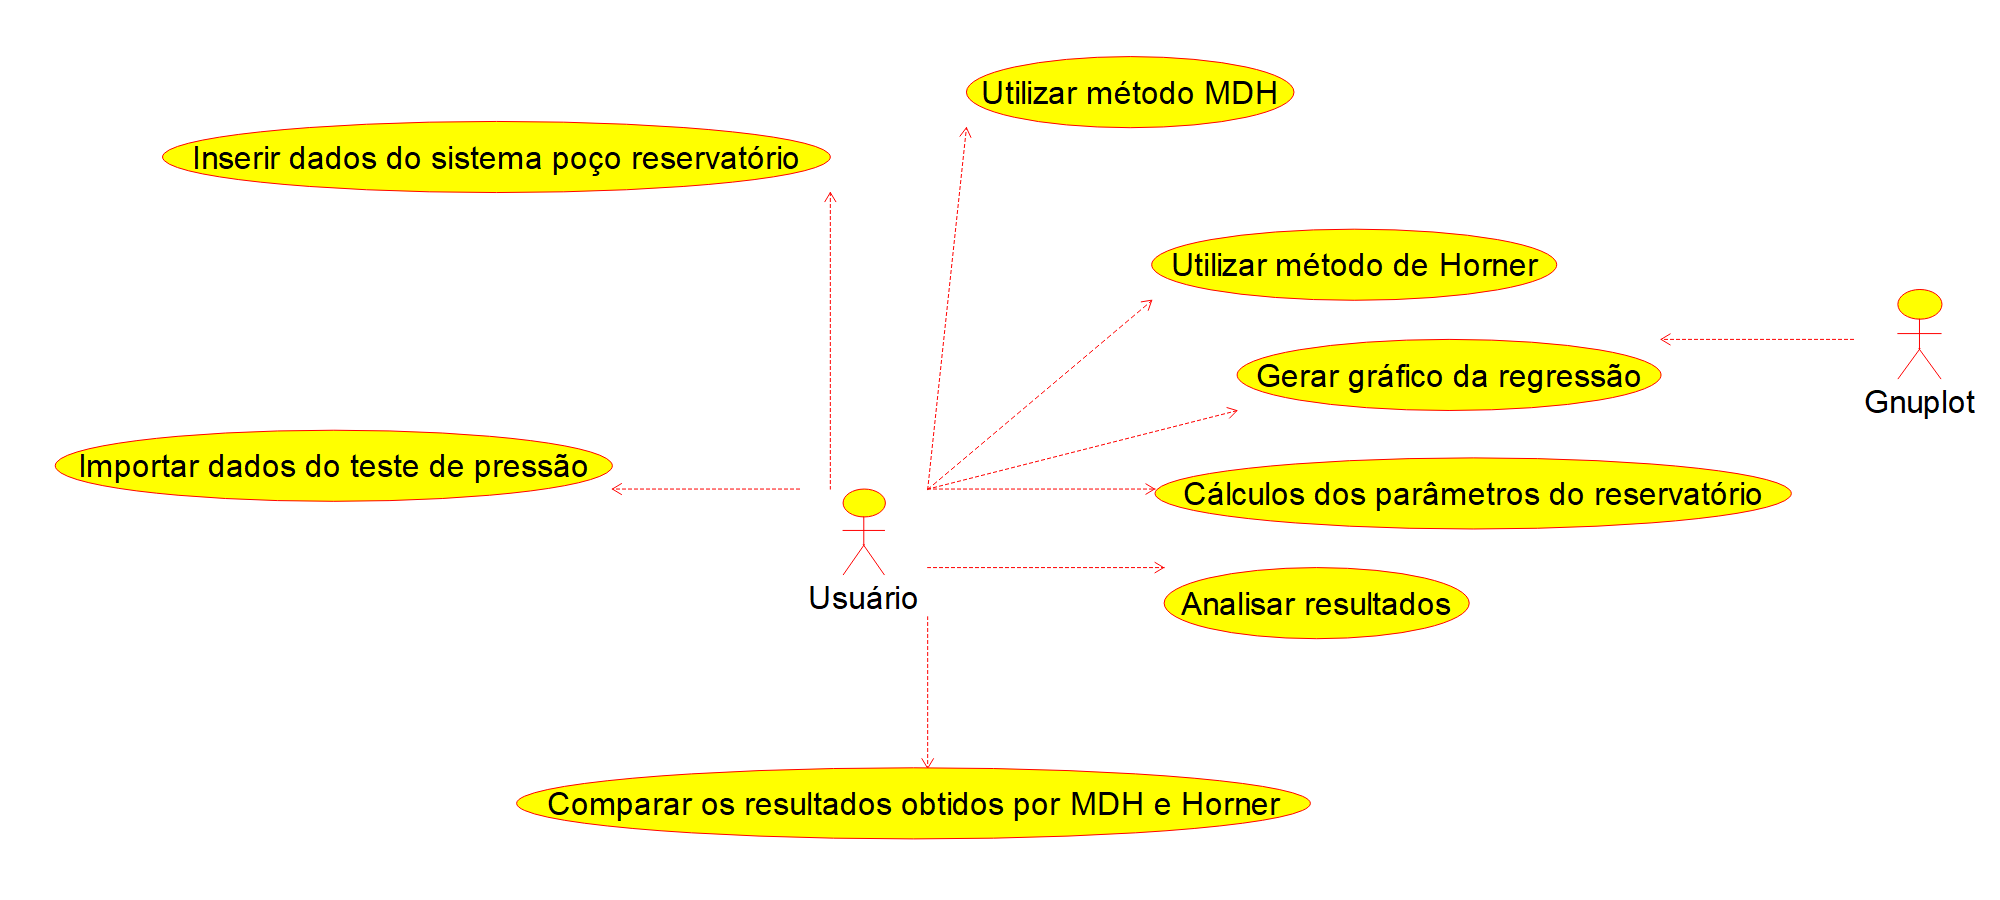 Utilizar método MDH
Inserir dados do sistema poço reservatório
Utilizar método de Horner
Gerar gráfico da regressão
Gnuplot
Importar dados do teste de pressão
Cálculos dos parâmetros do reservatório
Usuário
Analisar resultados
Comparar os resultados obtidos por MDH e Horner